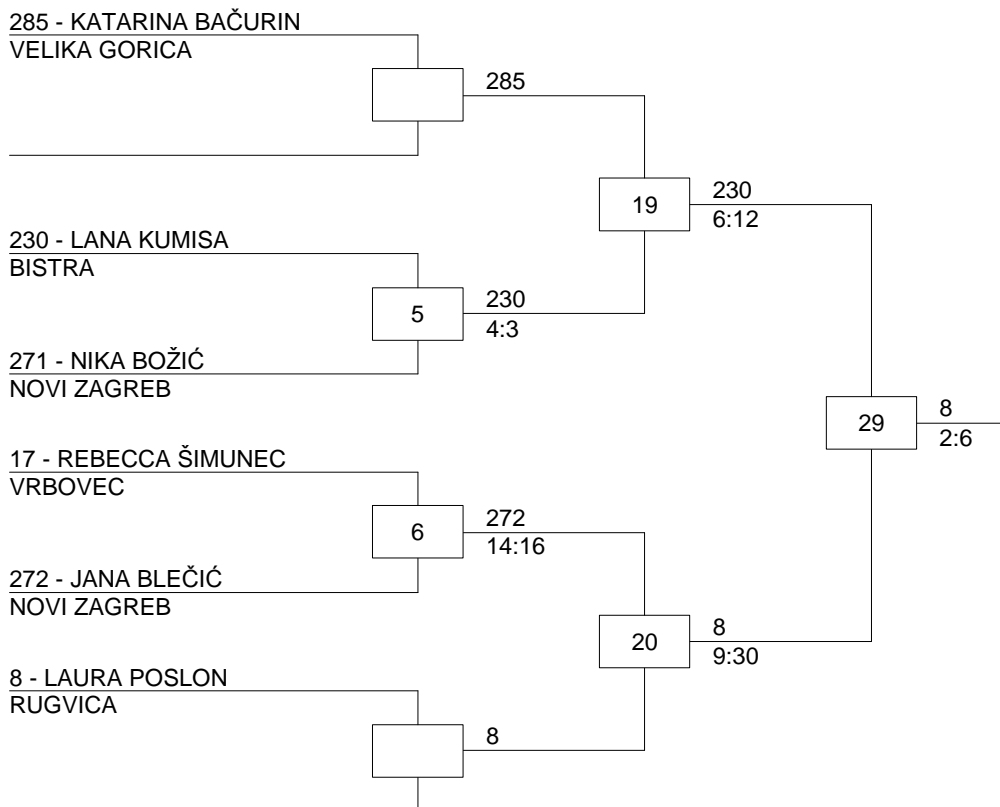 285 - KATARINA BAČURIN
VELIKA GORICA
285
19
230
6:12
230 - LANA KUMISA
BISTRA
5
230
4:3
271 - NIKA BOŽIĆ
NOVI ZAGREB
29
8
2:6
17 - REBECCA ŠIMUNEC
VRBOVEC
6
272
14:16
272 - JANA BLEČIĆ
NOVI ZAGREB
20
8
9:30
8 - LAURA POSLON
RUGVICA
8